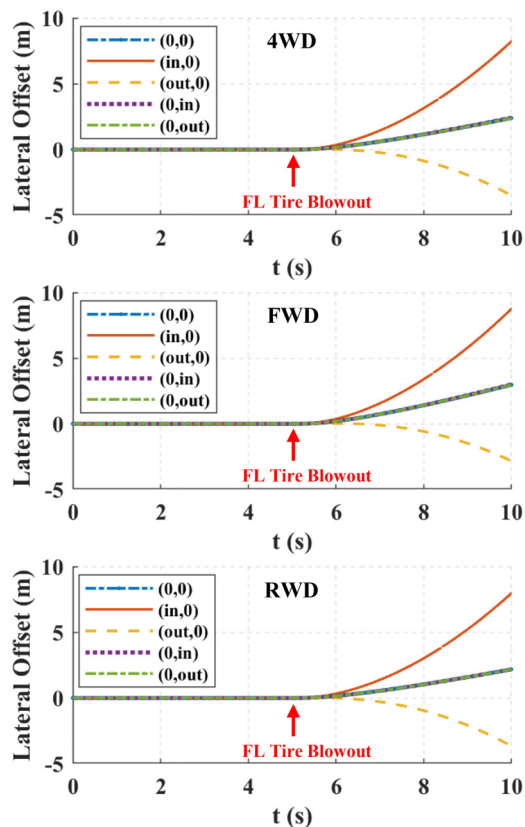 4WD
Lateral Offset (m)
10
5
0
-5
(0,0)
(in,0)
(out,0)
(0,in)
(0,out)
FL Tire Blowout
0 2 4 6 8 10
t (s)
FWD
Lateral Offset (m)
10
5
0
-5
(0,0)
(in,0)
(out,0)
(0,in)
(0,out)
FL Tire Blowout
0 2 4 6 8 10
t (s)
RWD
Lateral Offset (m)
10
5
0
-5
(0,0)
(in,0)
(out,0)
(0,in)
(0,out)
FL Tire Blowout
0 2 4 6 8 10
t (s)